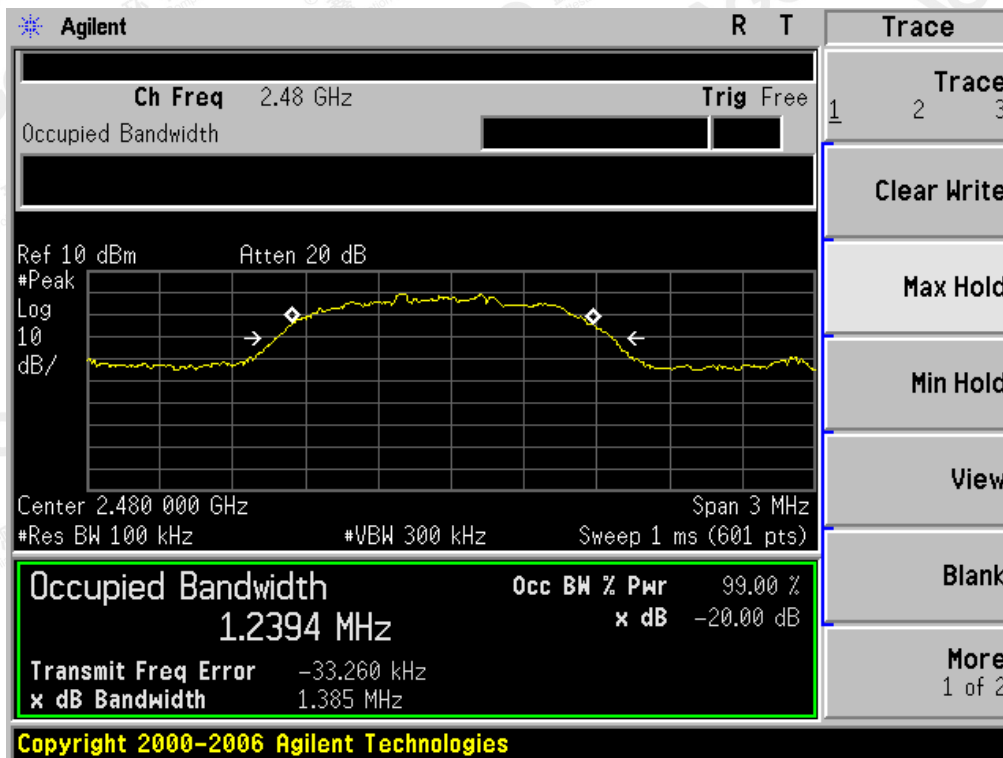 Agilent R T Trace
Ch Freq 2.48 GHz Trig Free
Occupied Bandwidth
Trace
1 2 3
Clear Write
Max Hold
Min Hold
View
Blank
More
1 of 2
Ref 10 dBm Atten 20 dB
#Peak
Log
10
dB/
Center 2.480 000 GHz Span 3 MHz
#Res BW 100 kHz #VBW 300 kHz Sweep 1 ms (601 pts)
Occupied Bandwidth Occ BW % Pwr 99.00 %
1.2394 MHz x dB -20.00 dB
Transmit Freq Error -33.260 kHz
x dB Bandwidth 1.385 MHz
Copyright 2000-2006 Agilent Technologies